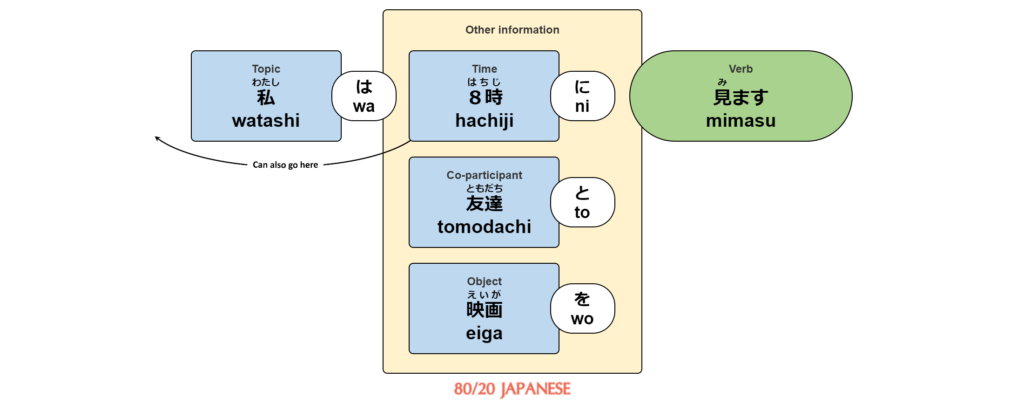 Other information
Topic
わたし
私
watashi
は
wa
Time
はちじ
８時
hachiji
に
ni
Verb
み
見ます
mimasu
Can also go here
Co-participant
ともだち
友達
tomodachi
と
to
Object
えいが
映画
eiga
を
wo
80/20 JAPANESE